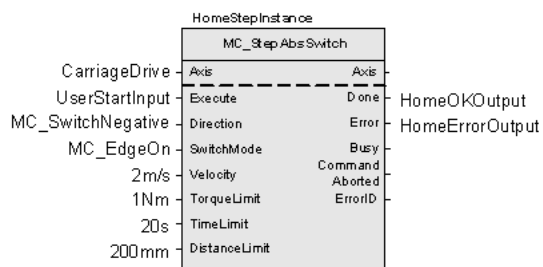 HomeStepInstance
MC_StepAbsSwitch
CarriageDrive Axis Axis
UserStartInput Execute Done HomeOKOutput
MC_SwitchNegative Direction Error HomeErrorOutput
MC_EdgeOn SwitchMode Busy
2m/s Velocity Command
Aborted
1Nm TorqueLimit ErrorID
20s TimeLimit
200mm DistanceLimit